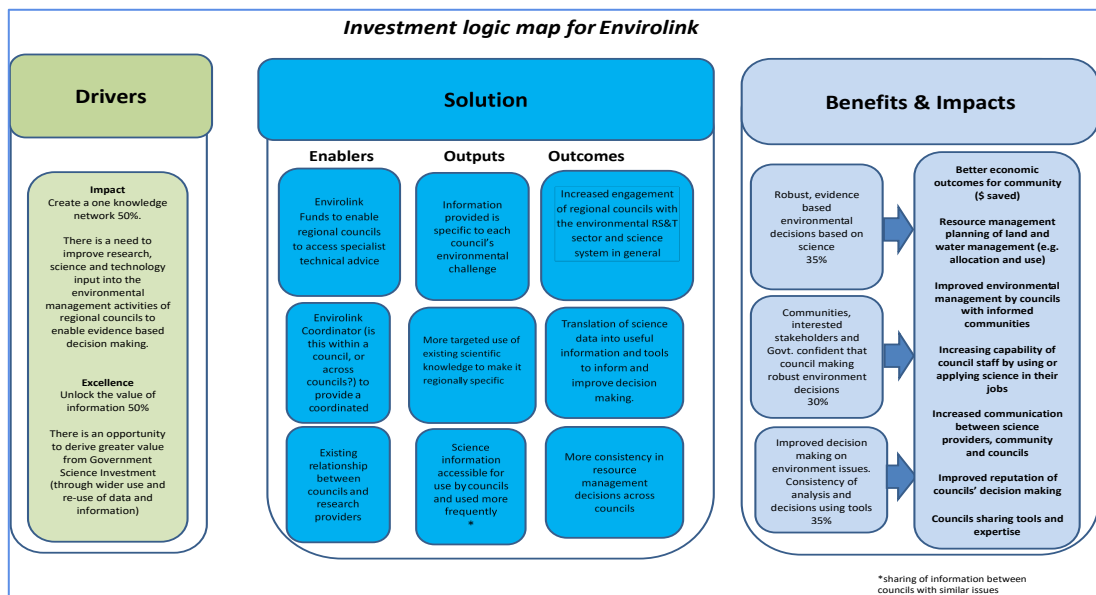 Investment logic map for Envirolink
Drivers
Impact
Create a one knowledge
network 50%.
There is a need to
improve research,
science and technology
input into the
environmental
management activities of
regional councils to
enable evidence based
decision making.
Excellence
Unlock the value of
information 50%
There is an opportunity
to derive greater value
from Government
Science Investment
(through wider use and
re-use of data and
information)
Solution
Enablers
Envirolink
Funds to enable
regional councils
to access specialist
technical advice
Envirolink
Coordinator (is
this within a
council, or
across
councils?) to
provide a
coordinated
Existing
relationship
between
councils and
research
providers
Outputs
Information
provided is
specific to each
council's
environmental
challenge
More targeted use of
existing scientific
knowledge to make it
regionally specific
Science
information
accessible for
use by councils
and used more
frequently
*
Outcomes
Increased engagement
of regional councils with
the environmental RS&T
sector and science
system in general
Translation of science
data into useful
information and tools
to inform and
improve decision
making.
More consistency in
resource
management
decisions across
councils
Benefits & Impacts
Robust, evidence
based
environmental
decisions based on
science
35%
Communities,
interested
stakeholders and
Govt. confident that
council making
robust environment
decisions
30%
Improved decision
making on
environment issues.
Consistency of
analysis and
decisions using tools
35%
Better economic
outcomes for community
($ saved)
Resource management
planning of land and
water management (e.g.
allocation and use)
Improved environmental
management by councils
with informed
communities
Increasing capability of
council staff by using or
applying science in their
jobs
Increased communication
between science
providers, community
and councils
Improved reputation of
councils' decision making
Councils sharing tools and
expertise
*sharing of information between
councils with similar issues